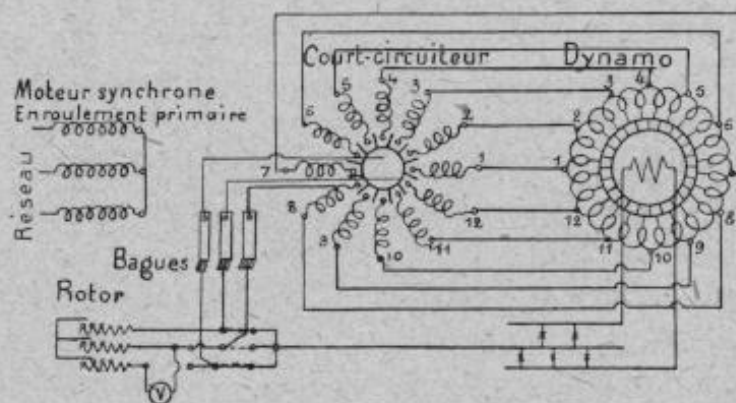 Court-circuiteur
Dynamo
Moteur synchrone
Enroulement primaire
Réseau
Bagues
Rotor
V
1
2
3
4
5
6
7
8
9
10
11
12
1
2
3
4
5
6
8
9
10
11
12